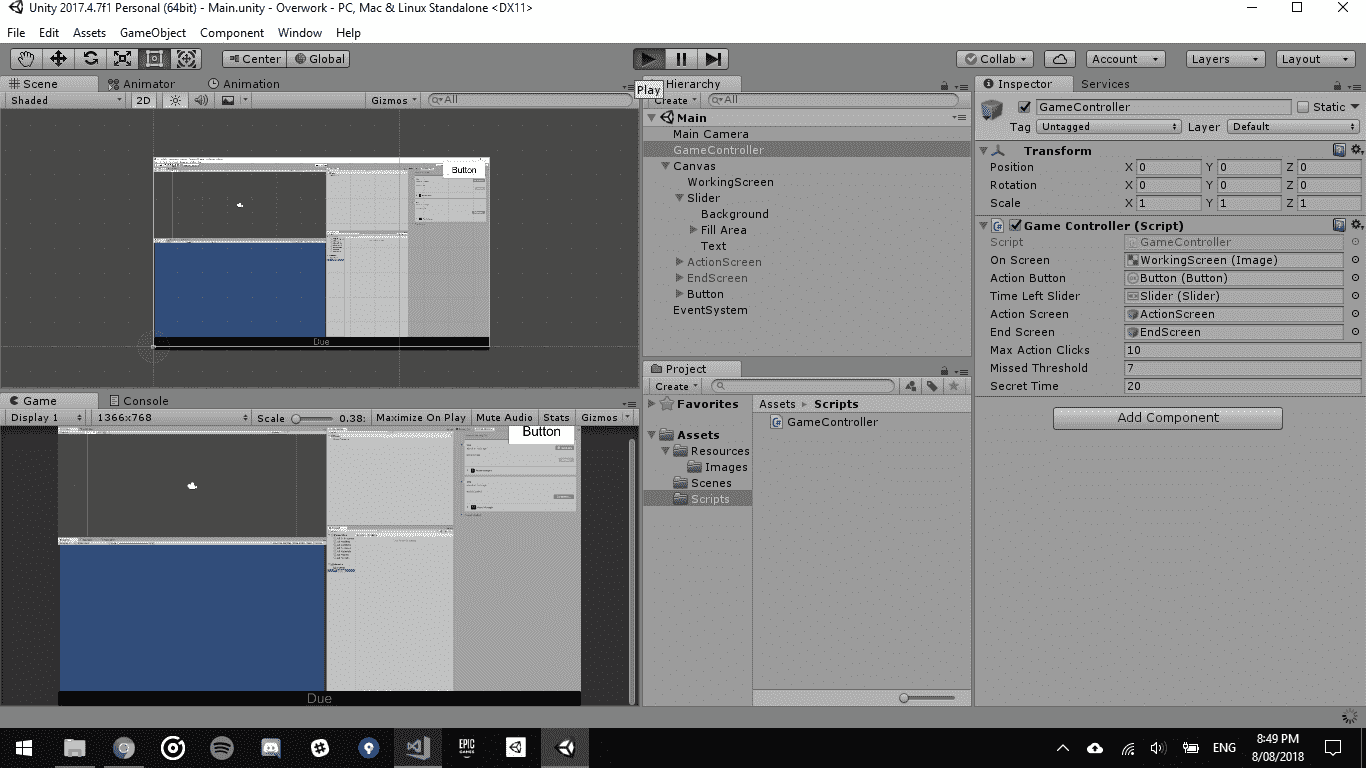 Unity 2017.4.7f1 Personal (64bit) - Main.unity - Overwork - PC, Mac & Linux Standalone <DX11>
File Edit Assets GameObject Component Window Help
Center Global Collab Account Layers Layout
Scene Animator Animation
Shaded 2D Gizmos All
Button
Due
Game Console
Display 1 1366x768 Scale 0.38: Maximize On Play Mute Audio Stats Gizmos
Button
Due
Hierarchy
Play
Create All
Main
Main Camera
GameController
Canvas
WorkingScreen
Slider
Background
Fill Area
Text
ActionScreen
EndScreen
Button
EventSystem
Project
Create
Favorites
Assets
Resources
Images
Scenes
Scripts
Assets Scripts
GameController
Inspector Services
GameController Static
Tag Untagged Layer Default
Transform
Position X 0 Y 0 Z 0
Rotation X 0 Y 0 Z 0
Scale X 1 Y 1 Z 1
Game Controller (Script)
Script GameController
On Screen WorkingScreen (Image)
Action Button Button (Button)
Time Left Slider Slider (Slider)
Action Screen ActionScreen
End Screen EndScreen
Max Action Clicks 10
Missed Threshold 7
Secret Time 20
Add Component
EPIC GAMES
ENG
8:49 PM
8/08/2018